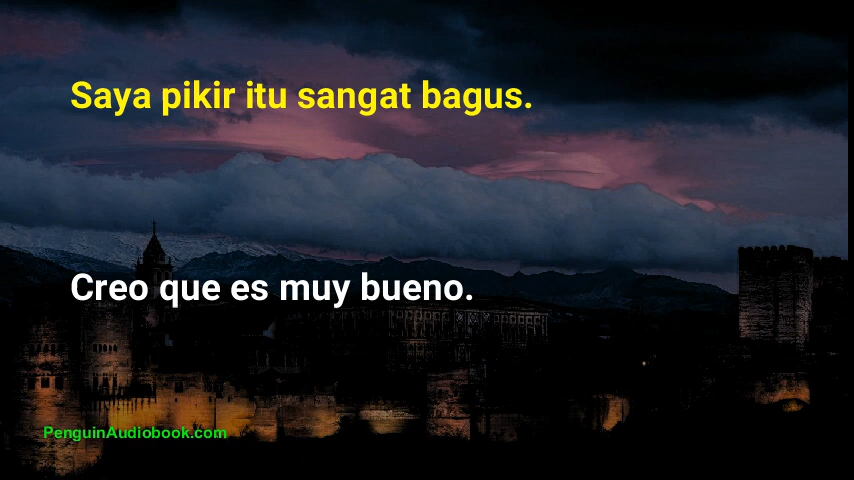 Saya pikir itu sangat bagus.
Creo que es muy bueno.
PenguinAudiobook.com